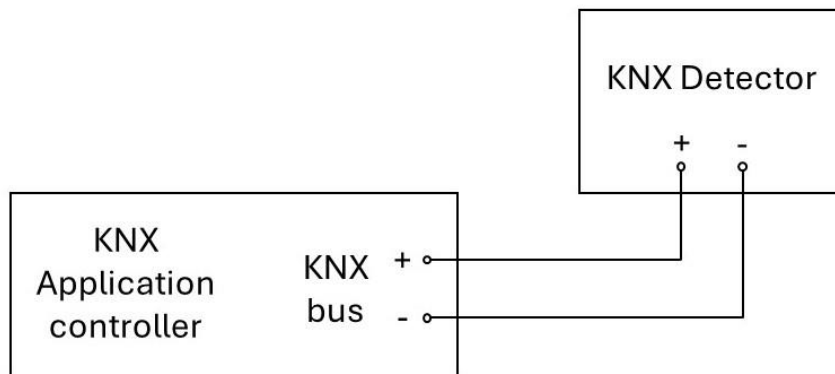 KNX Detector
+ -
KNX
Application
controller
KNX
bus
+
-